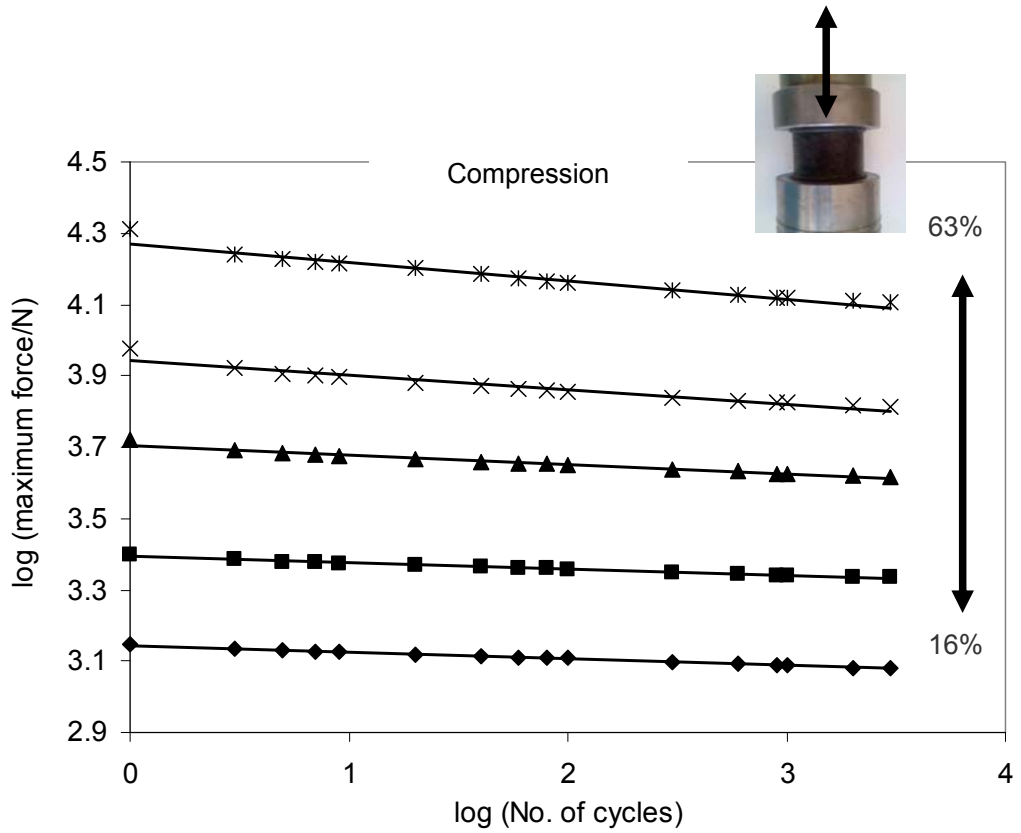 Compression
63%
16%
4.5
4.3
4.1
3.9
3.7
3.5
3.3
3.1
2.9
log (maximum force/N)
0 1 2 3 4
log (No. of cycles)